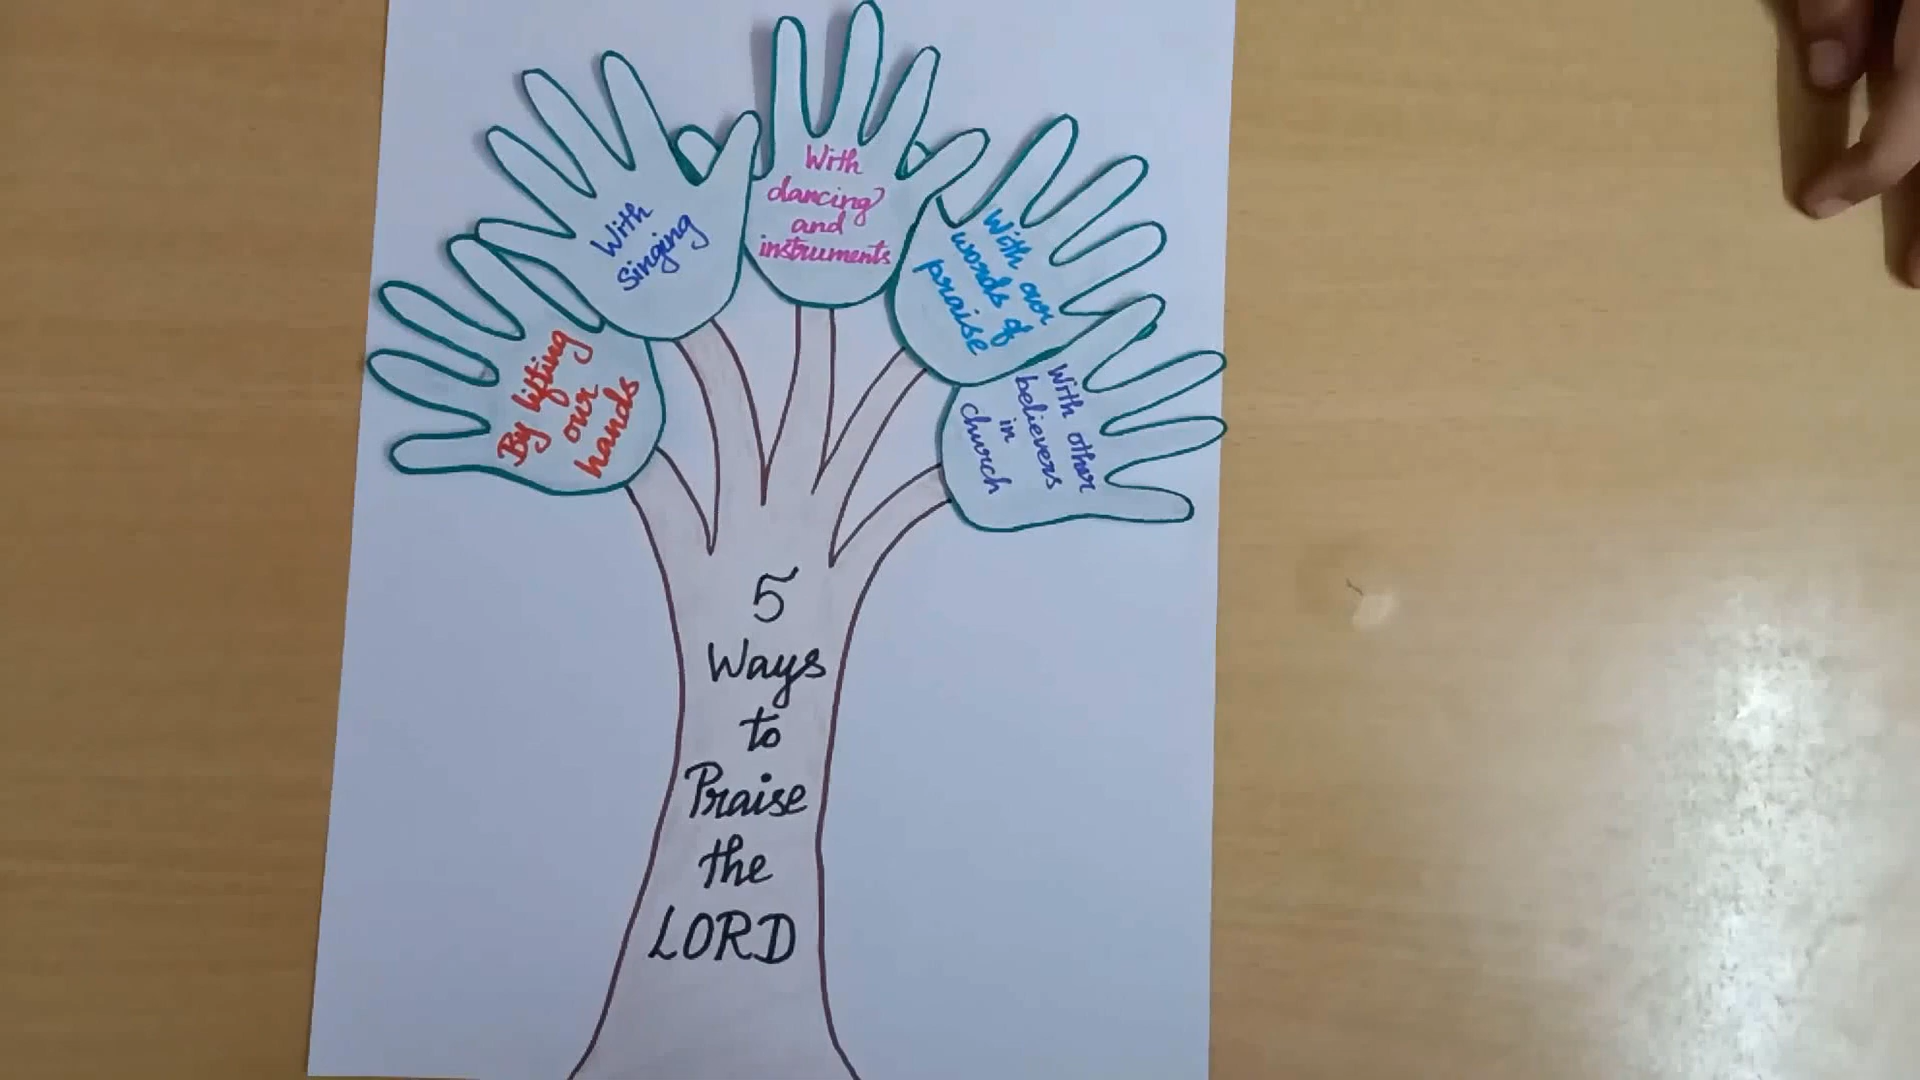 By lifting
our
hands
With
Singing
With
dancing
and
instruments
With our
words of
praise
With other
believers
in
church
5
Ways
to
Praise
the
LORD